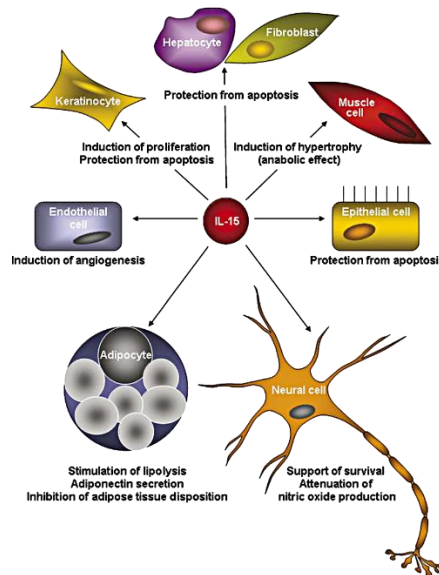 Hepatocyte
Fibroblast
Protection from apoptosis
Keratinocyte
Induction of proliferation
Protection from apoptosis
Muscle
cell
Induction of hypertrophy
(anabolic effect)
Endothelial
cell
Induction of angiogenesis
IL-15
Epithelial cell
Protection from apoptosi
Adipocyte
Stimulation of lipolysis
Adiponectin secretion
Inhibition of adipose tissue disposition
Neural cell
Support of survival
Attenuation of
nitric oxide production